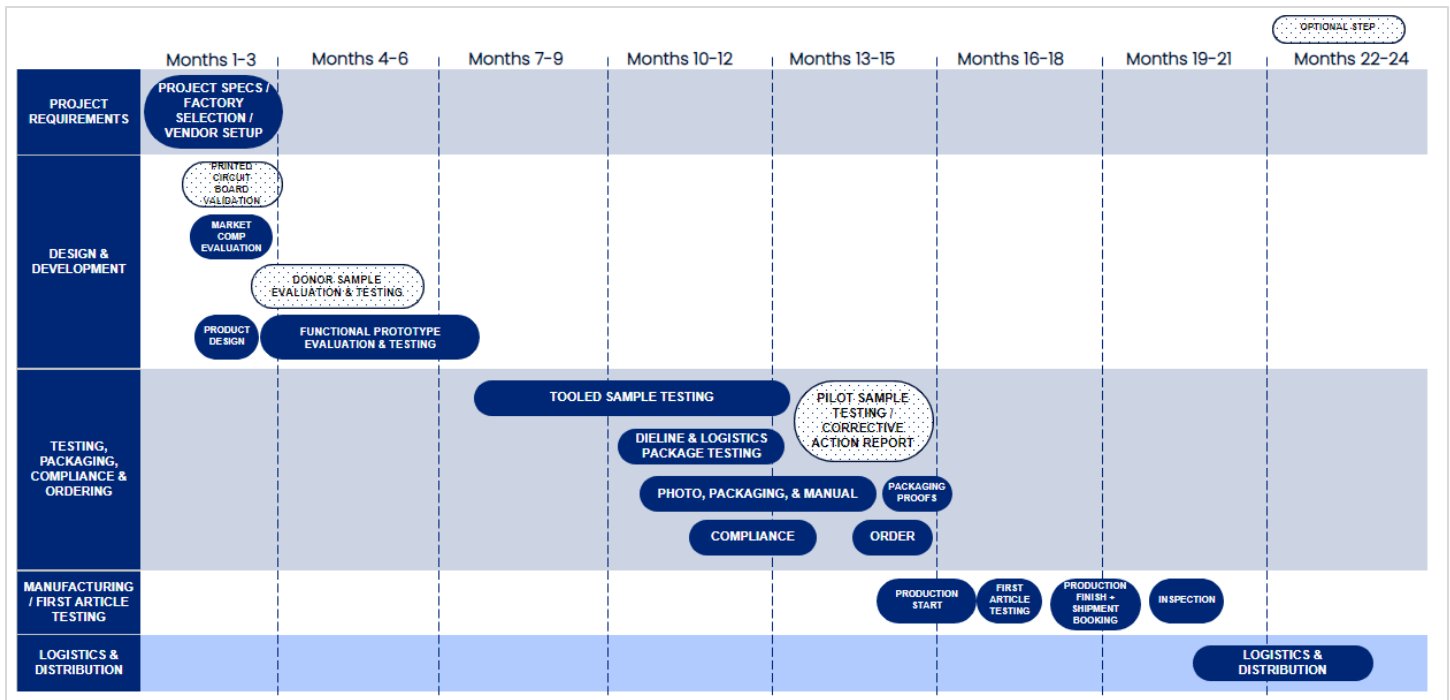 OPTIONAL STEP
Months 1-3
Months 4-6
Months 7-9
Months 10-12
Months 13-15
Months 16-18
Months 19-21
Months 22-24
PROJECT
REQUIREMENTS
PROJECT SPECS /
FACTORY
SELECTION /
VENDOR SETUP
DESIGN &
DEVELOPMENT
PRINTED
CIRCUIT
BOARD
VALIDATION
MARKET
COMP
EVALUATION
DONOR SAMPLE
EVALUATION & TESTING
PRODUCT
DESIGN
FUNCTIONAL PROTOTYPE
EVALUATION & TESTING
TESTING,
PACKAGING,
COMPLIANCE &
ORDERING
TOOLED SAMPLE TESTING
PILOT SAMPLE
TESTING /
CORRECTIVE
ACTION REPORT
DIELINE & LOGISTICS
PACKAGE TESTING
PHOTO, PACKAGING, & MANUAL
PACKAGING
PROOFS
COMPLIANCE
ORDER
MANUFACTURING
/ FIRST ARTICLE
TESTING
PRODUCTION
START
FIRST
ARTICLE
TESTING
PRODUCTION
FINISH +
SHIPMENT
BOOKING
INSPECTION
LOGISTICS &
DISTRIBUTION
LOGISTICS &
DISTRIBUTION